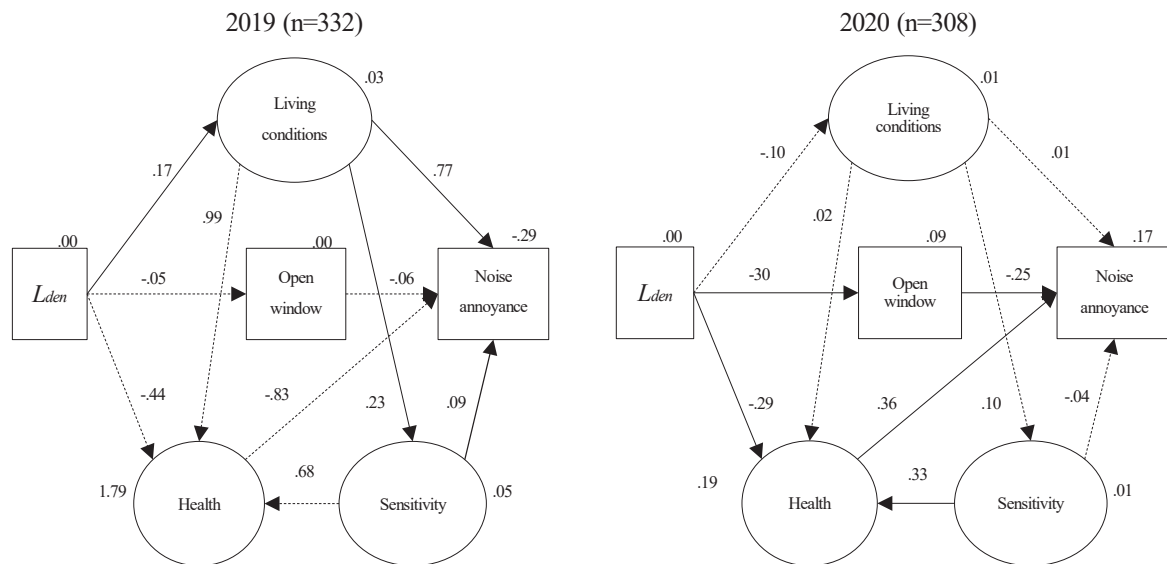 2019 (n=332)
.03
Living
conditions
.17
.77
.99
.00
.00
-.29
Lden
-.05
Open
window
-.06
Noise
annoyance
-.44
-.83
.23
.09
1.79
Health
.68
Sensitivity
.05
2020 (n=308)
.01
Living
conditions
-.10
.01
.02
.00
.09
.17
Lden
-30
Open
window
-.25
Noise
annoyance
-.29
.36
.10
-.04
.19
Health
.33
Sensitivity
.01